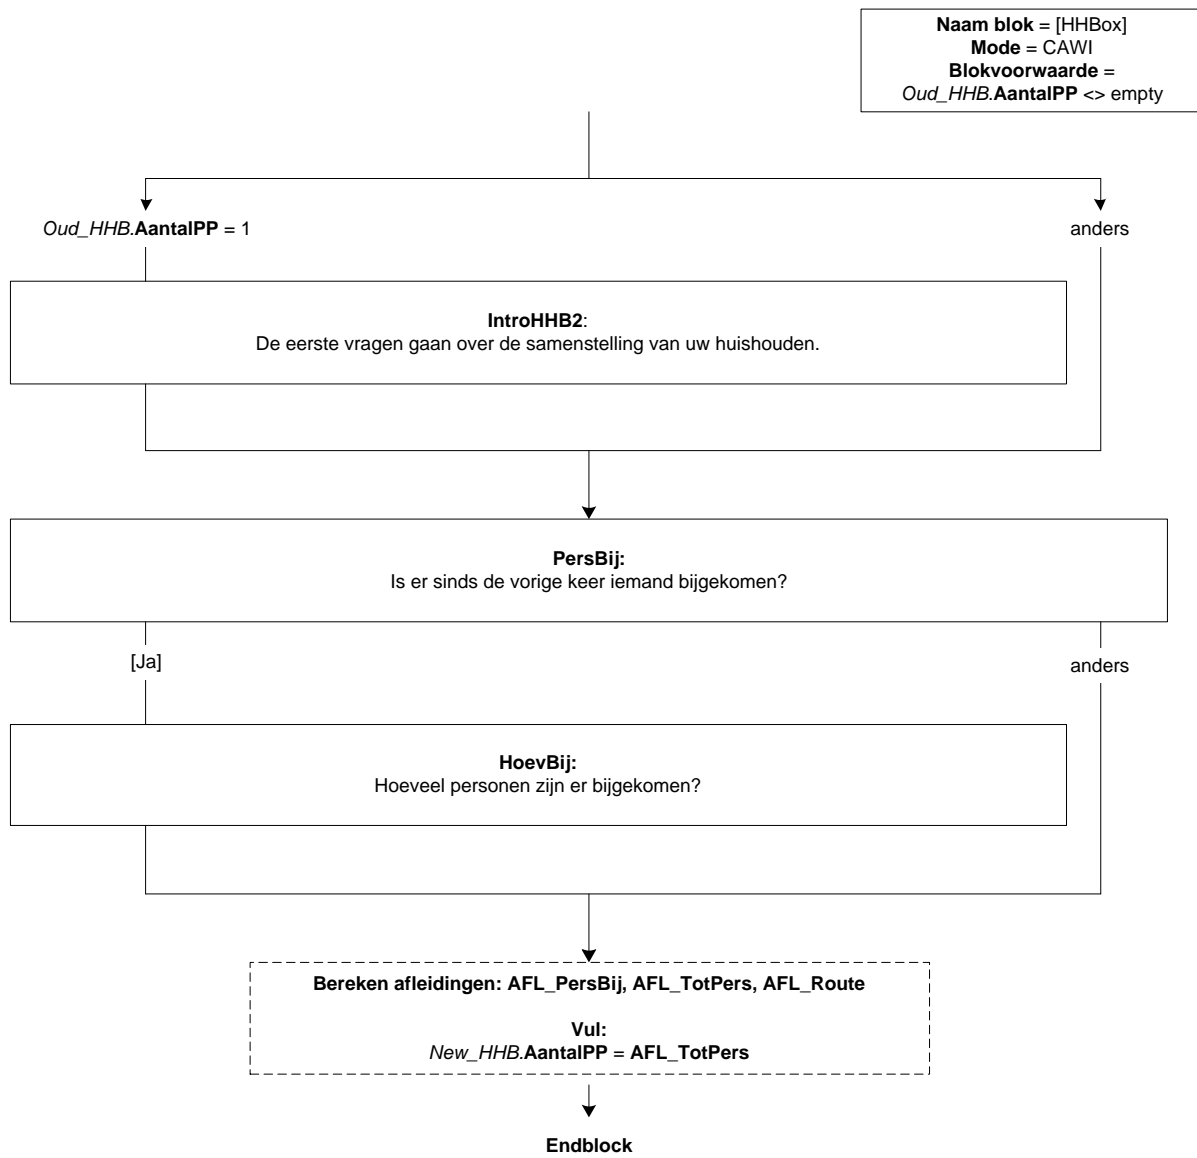 Naam blok = [HHBox]
Mode = CAWI
Blokvoorwaarde =
Oud_HHB.AantalPP <> empty
Oud_HHB.AantalPP = 1
anders
IntroHHB2:
De eerste vragen gaan over de samenstelling van uw huishouden.
PersBij:
Is er sinds de vorige keer iemand bijgekomen?
[Ja]
anders
HoevBij:
Hoeveel personen zijn er bijgekomen?
Bereken afleidingen: AFL_PersBij, AFL_TotPers, AFL_Route
Vul:
New_HHB.AantalPP = AFL_TotPers
Endblock